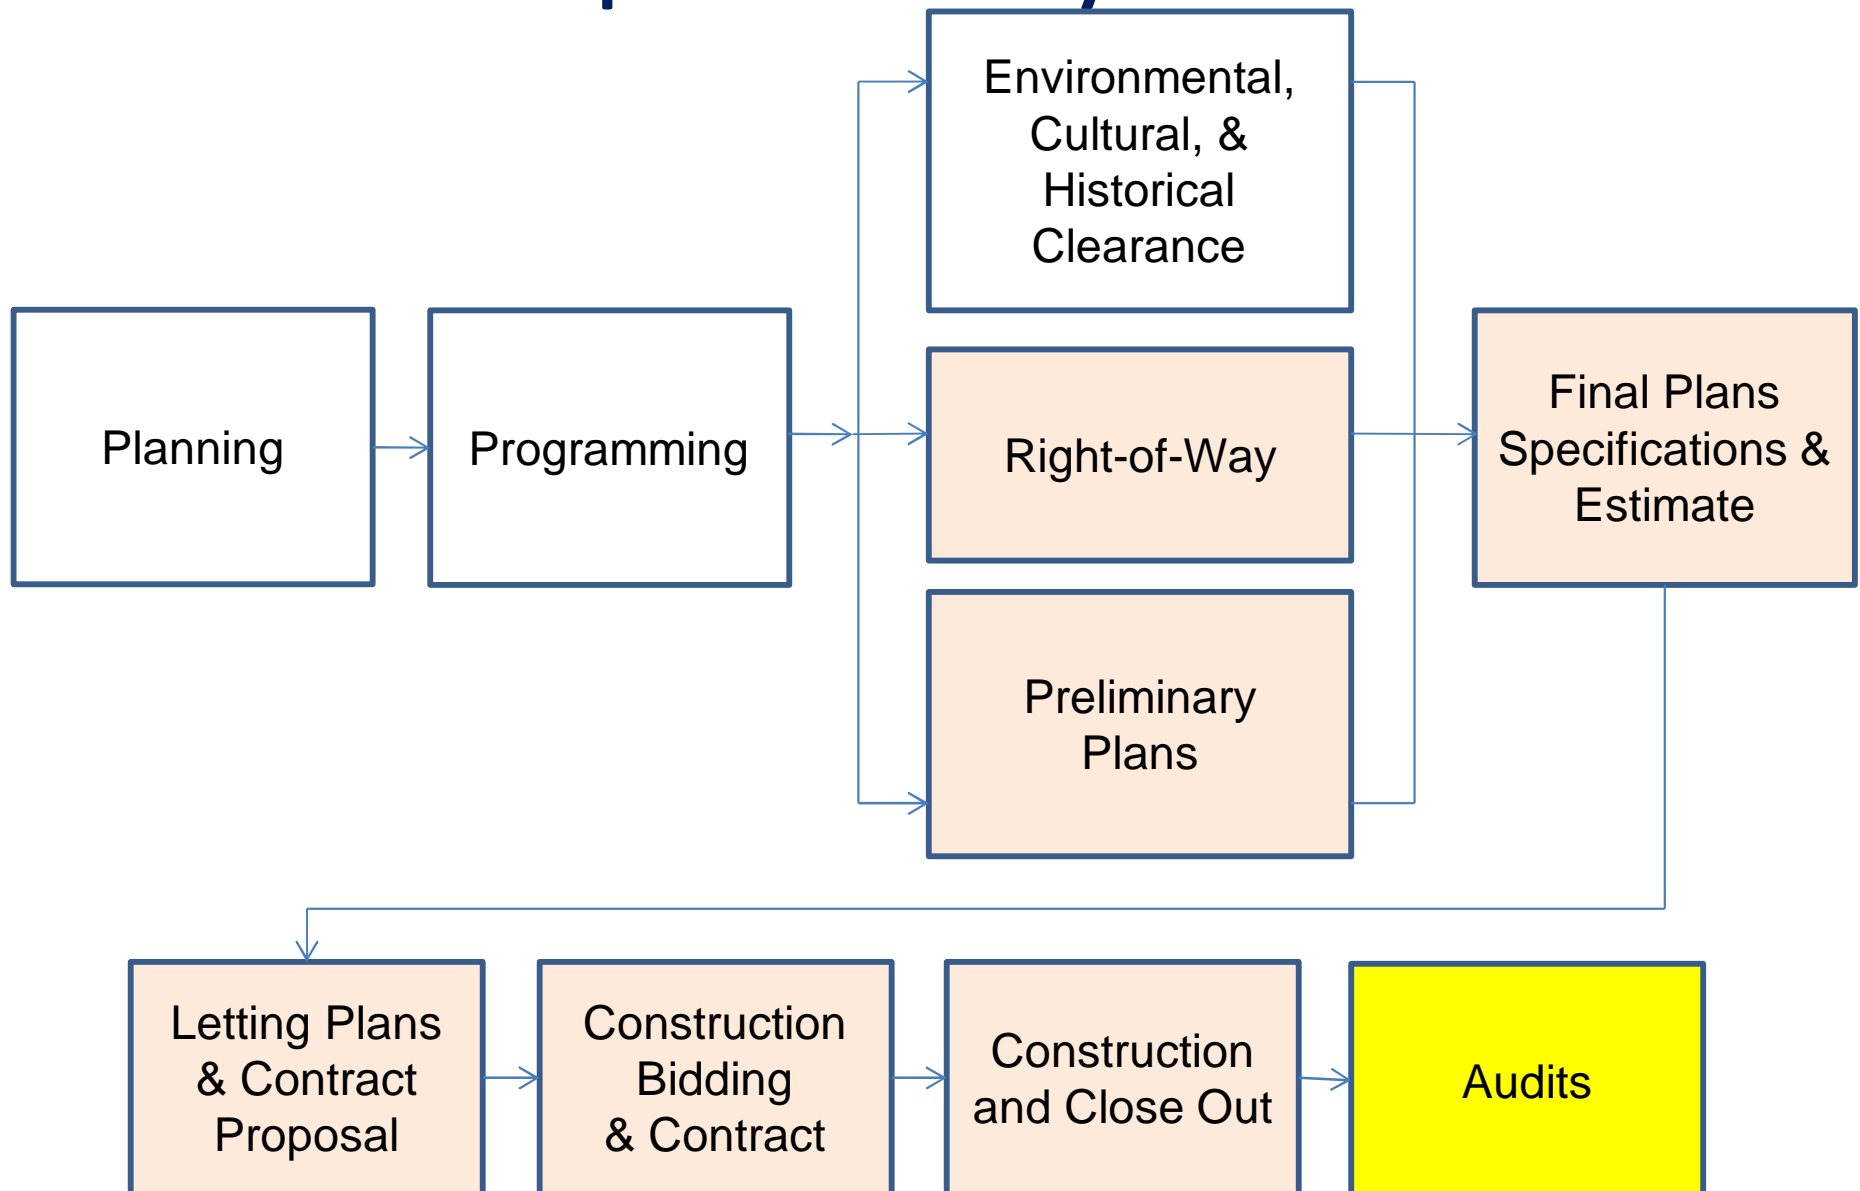 Environmental,
Cultural, &
Historical
Clearance
Planning
Programming
Right-of-Way
Final Plans
Specifications &
Estimate
Preliminary
Plans
Letting Plans
& Contract
Proposal
Construction
Bidding
& Contract
Construction
and Close Out
Audits